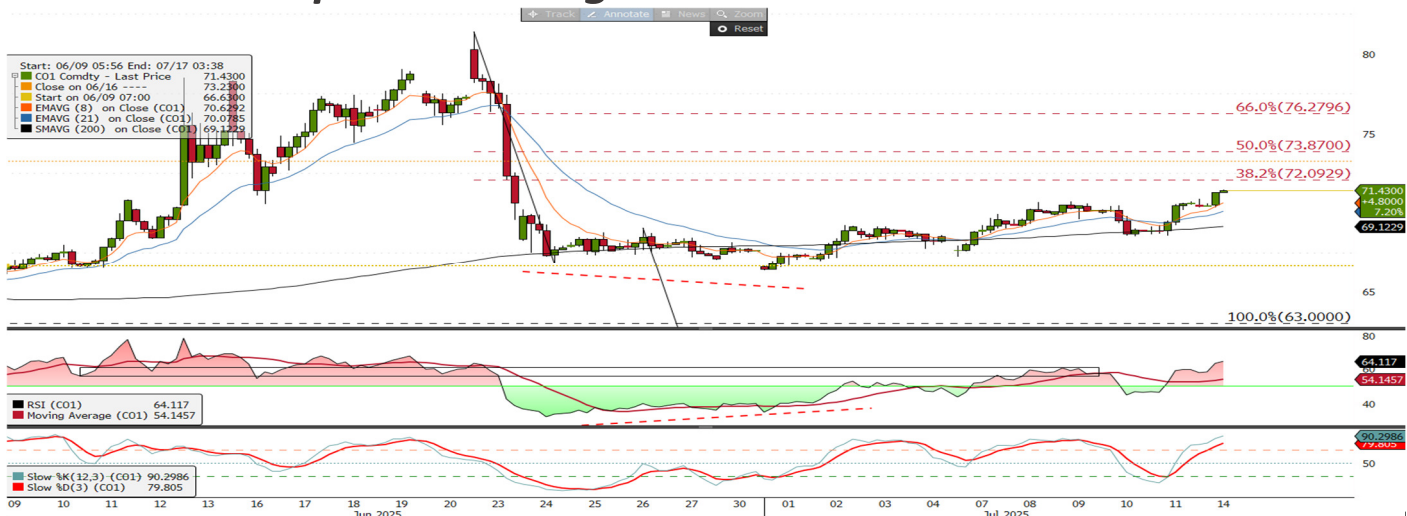 Track Annotate News Zoom
Reset
Start: 06/09 05:56 End: 07/17 03:38
CO1 Comdty - Last Price 71.4300
Close on 06/16 ---- 73.2300
Start on 06/09 07:00 66.6300
EMAVG (8) on Close (CO1) 70.6292
EMAVG (21) on Close (CO1) 70.0785
SMAVG (200) on Close (CO1) 69.1229
80
66.0%(76.2796)
75
50.0%(73.8700)
38.2%(72.0929)
71.4300
+4.8000
7.20%
69.1229
65
100.0%(63.0000)
80
64.117
60
54.1457
40
RSI (CO1) 64.117
Moving Average (CO1) 54.1457
90.2986
79.805
50
Slow %K(12,3) (CO1) 90.2986
Slow %D(3) (CO1) 79.805
09 10 11 12 13 16 17 18 19 20 23 24 25 26 27 30 01 02 03 04 07 08 09 10 11 14
Jun 2025 Jul 2025